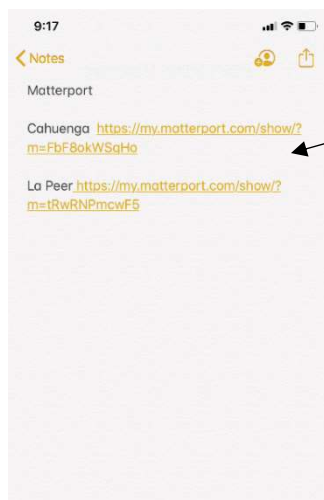 9:17
Notes
Matterport
Cahuenga https://my.matterport.com/show/?
m=FbF8okWSqHo
La Peer https://my.matterport.com/show/?
m=tRwRNPmcwF5